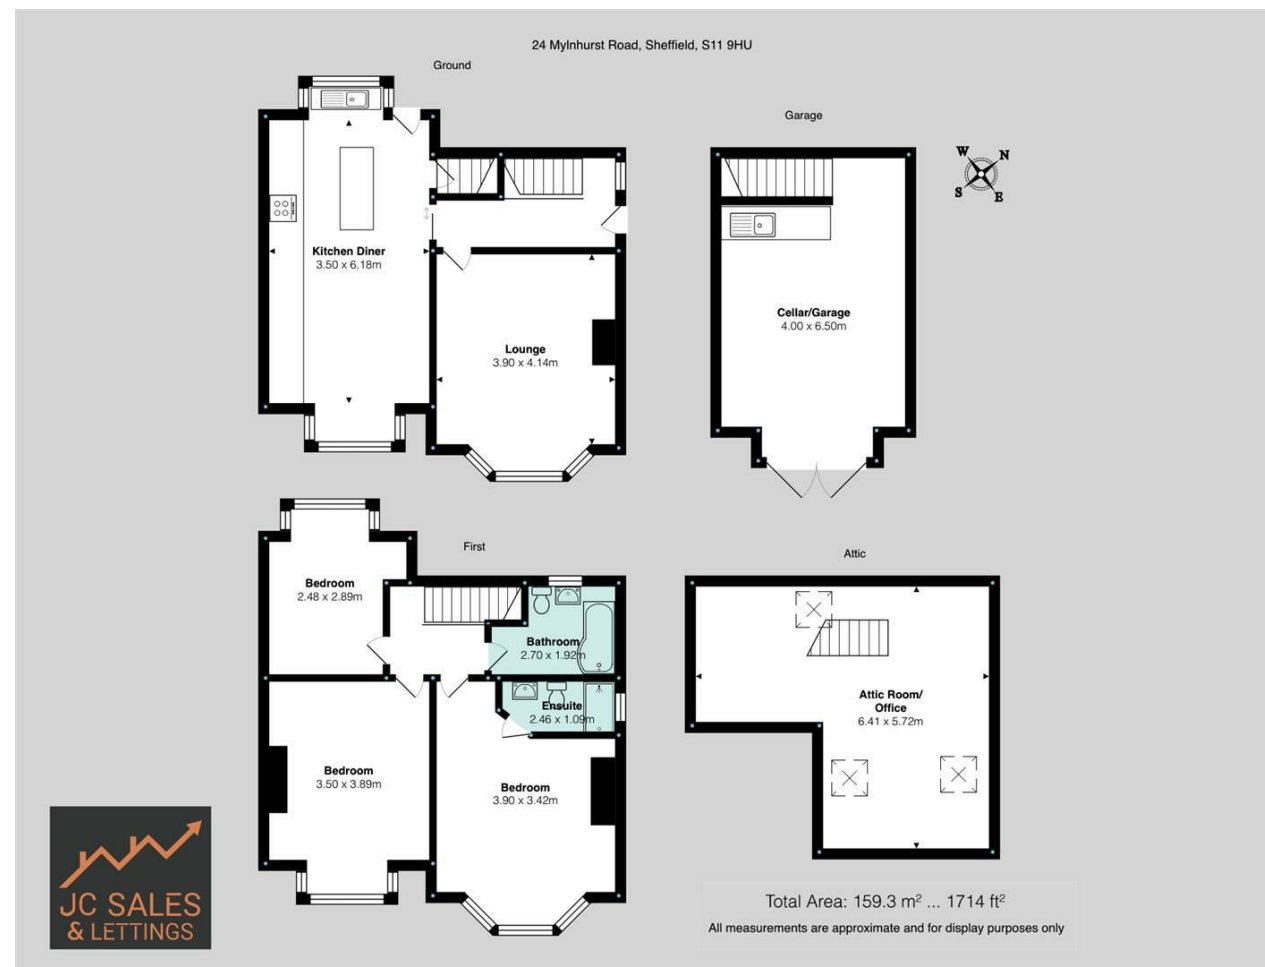 24 Mylnhurst Road, Sheffield, S11 9HU
Ground
Garage
W
N
S
E
Kitchen Diner
3.50 x 6.18m
Lounge
3.90 x 4.14m
Cellar/Garage
4.00 x 6.50m
First
Attic
Bedroom
2.48 x 2.89m
Bathroom
2.70 x 1.92m
Ensuite
2.46 x 1.09m
Attic Room/
Office
6.41 x 5.72m
Bedroom
3.50 x 3.89m
Bedroom
3.90 x 3.42m
JC SALES
& LETTINGS
Total Area: 159.3 m² ... 1714 ft²
All measurements are approximate and for display purposes only